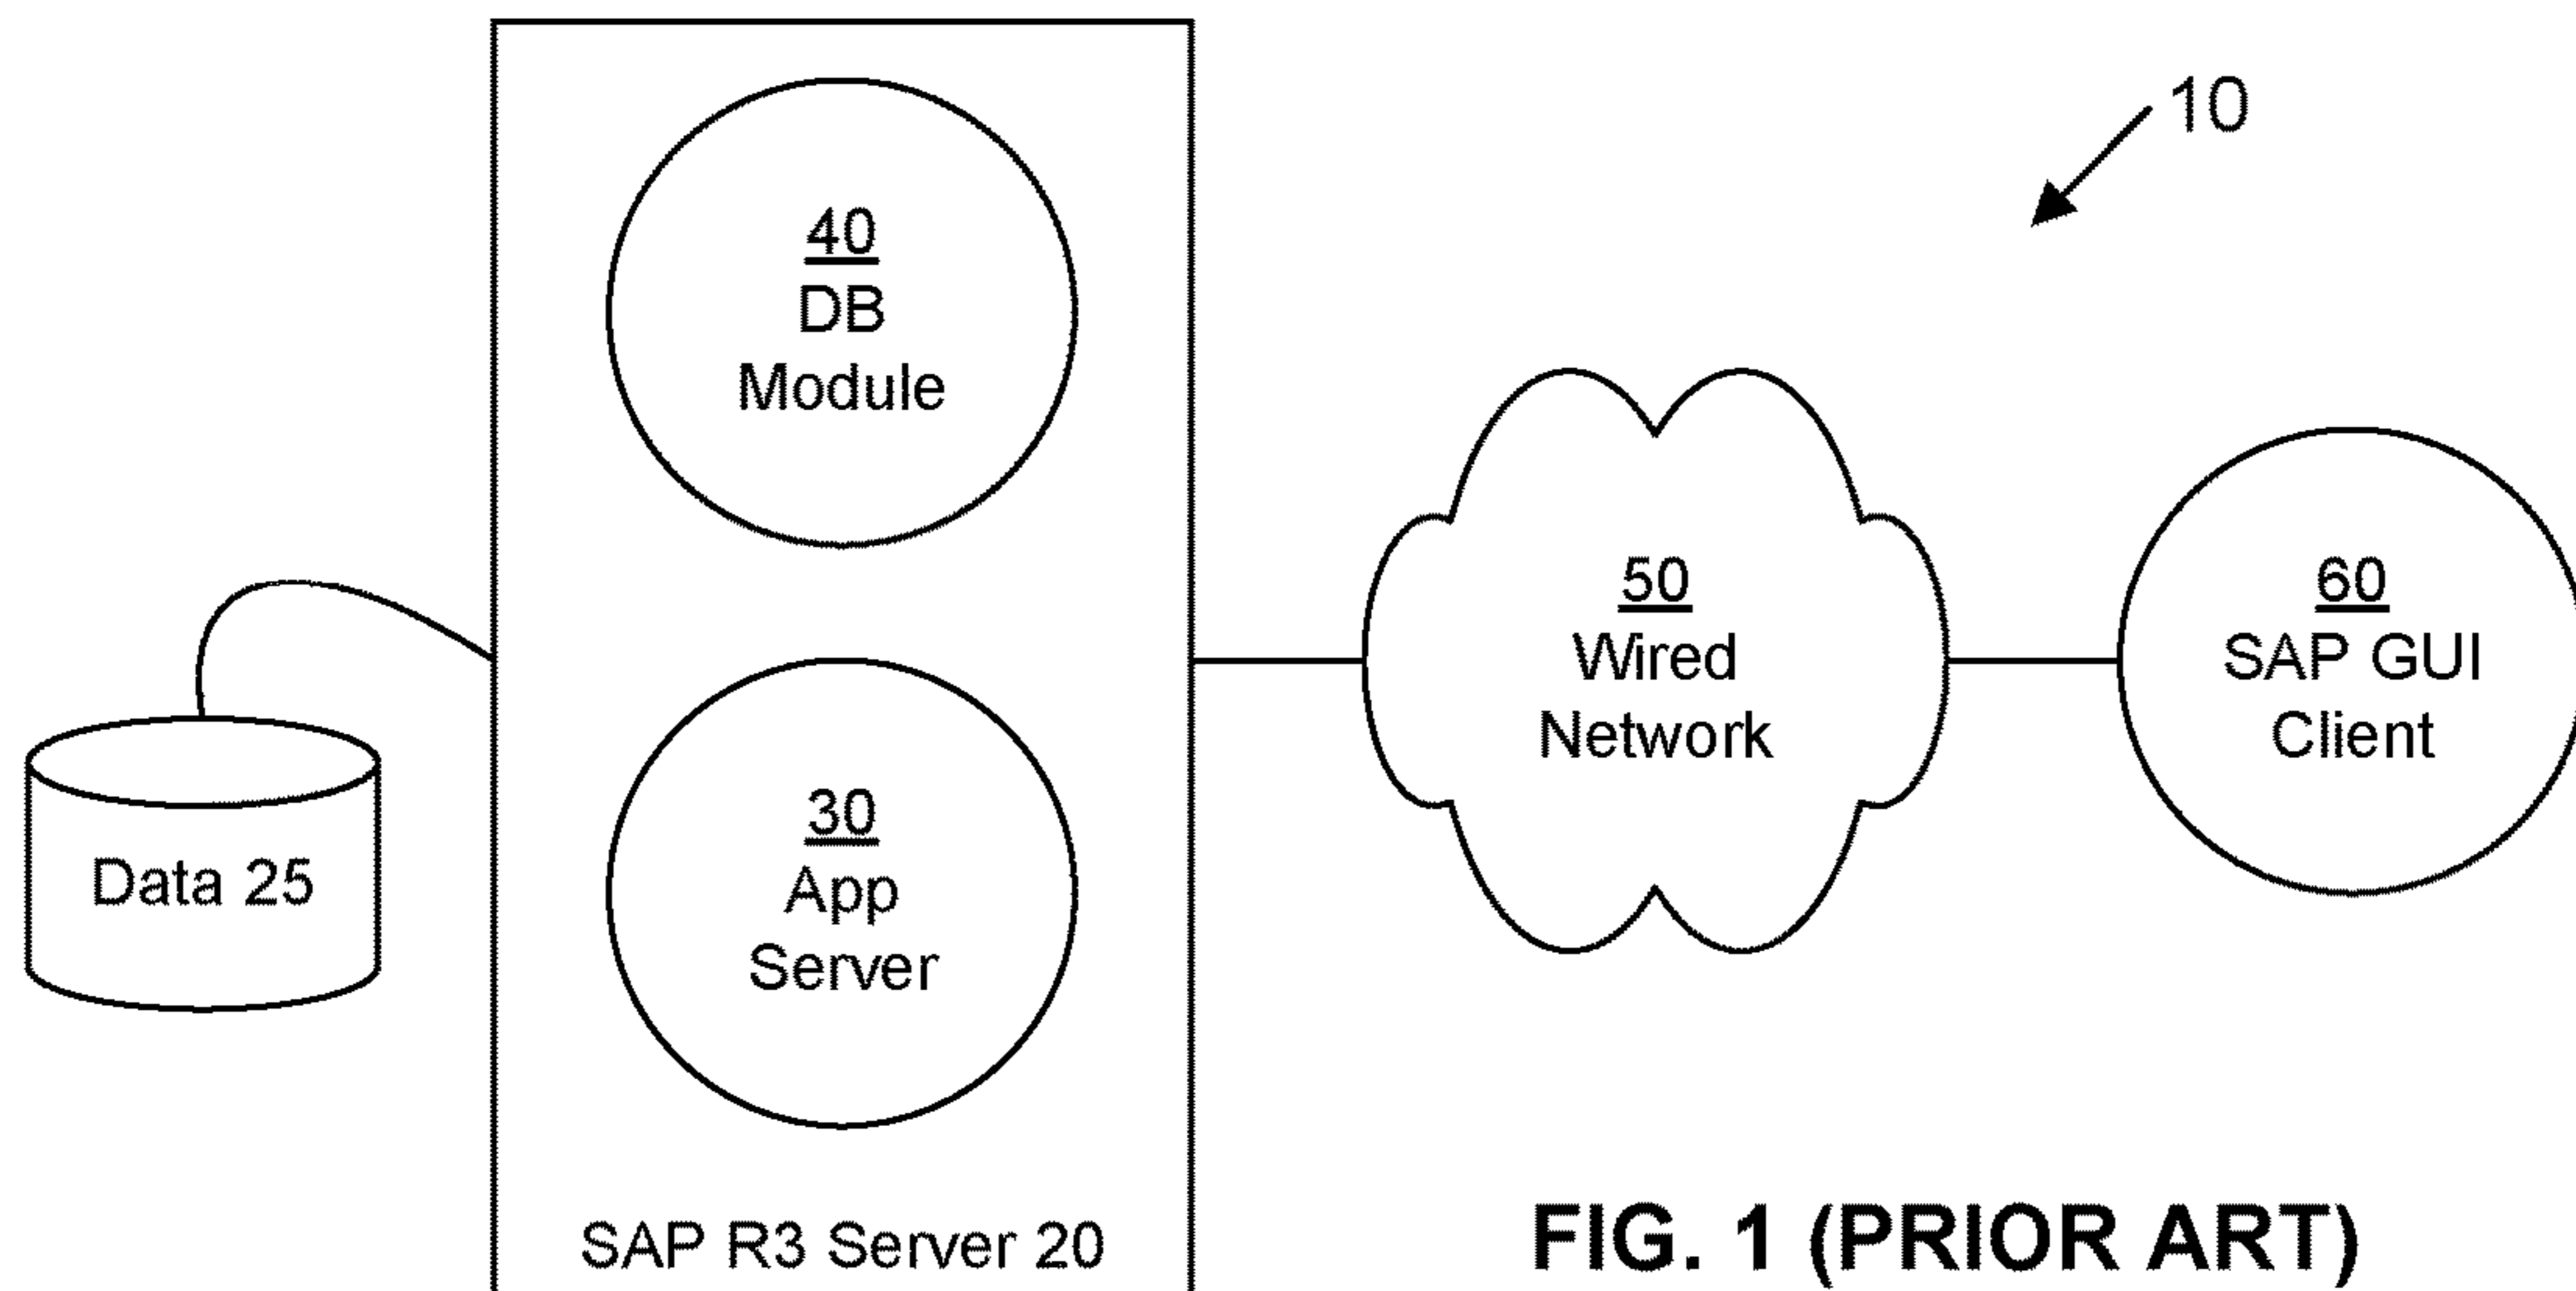 10
40
DB
Module
50
Wired
Network
60
SAP GUI
Client
30
App
Server
Data 25
SAP R3 Server 20
FIG. 1 (PRIOR ART)